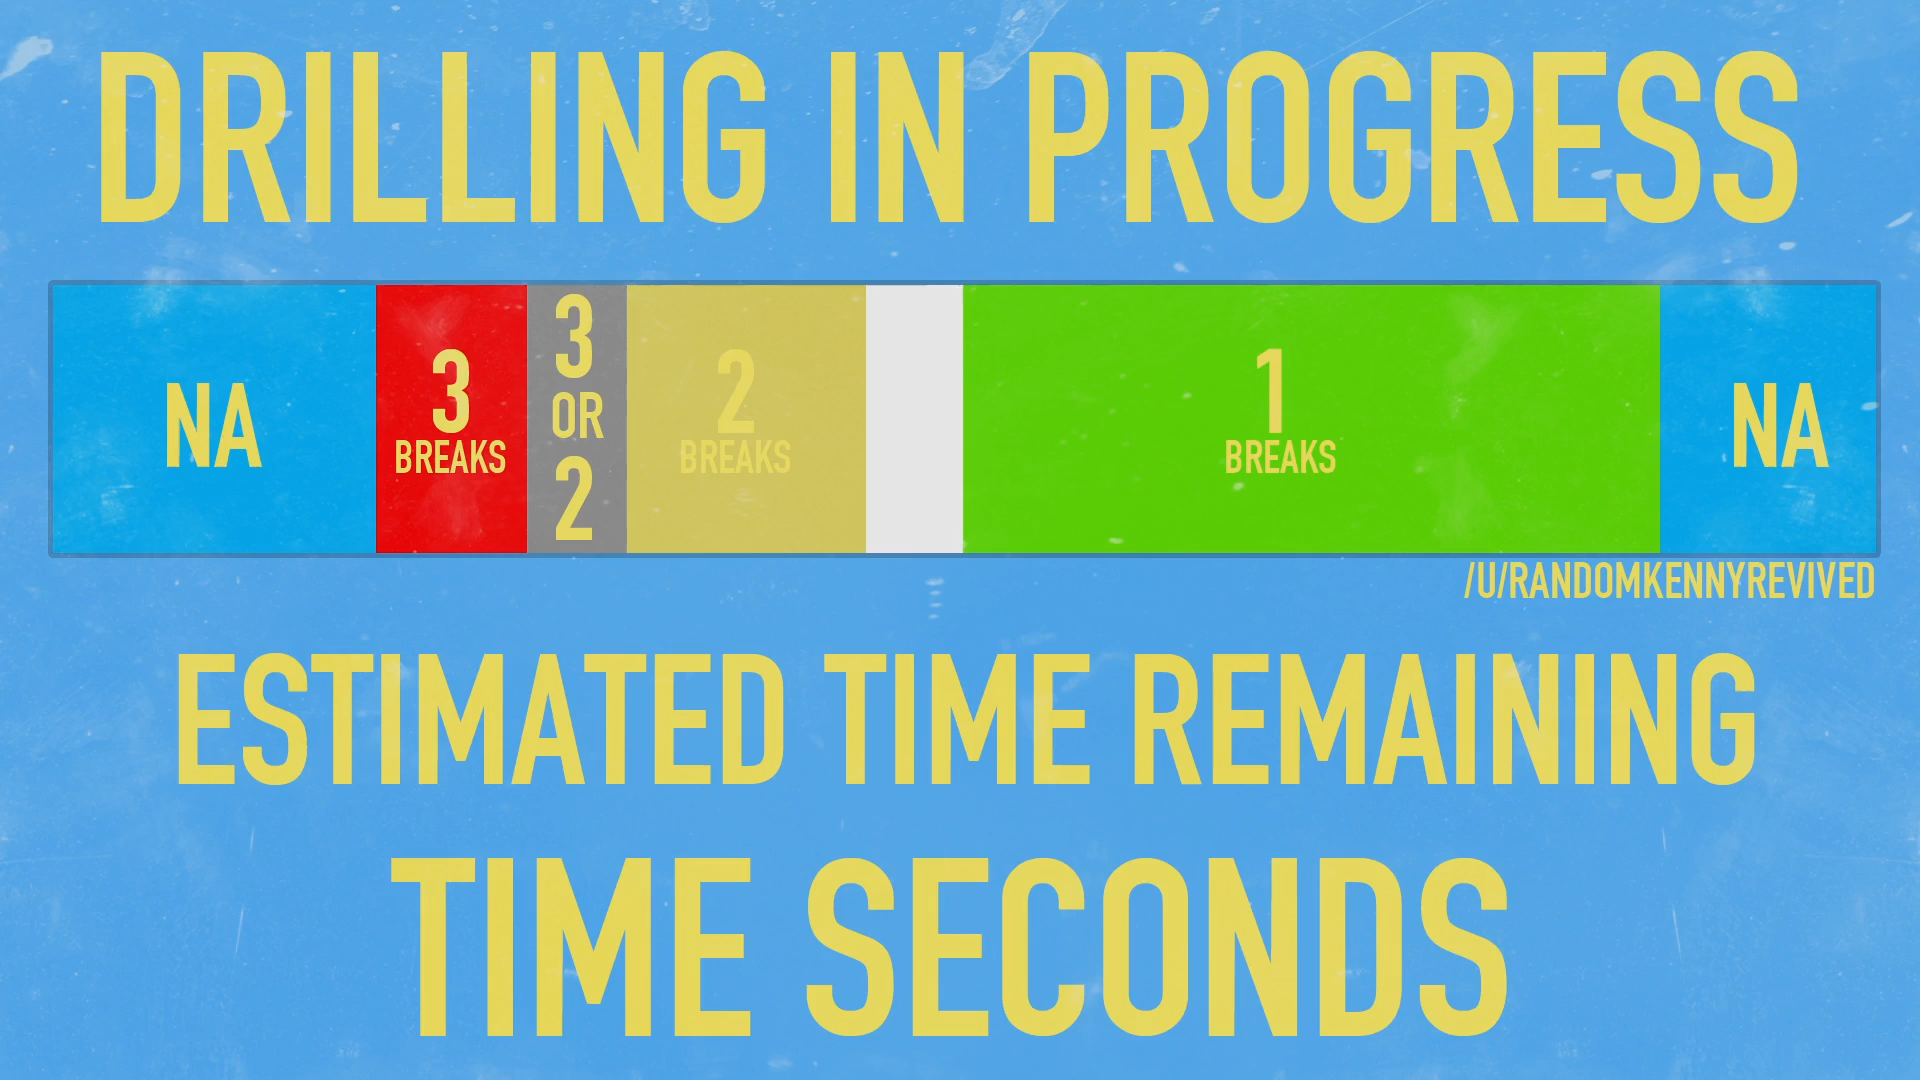 DRILLING IN PROGRESS
NA
3
BREAKS
3
OR
2
2
BREAKS
1
BREAKS
NA
/U/RANDOMKENNYREVIVED
ESTIMATED TIME REMAINING
TIME SECONDS